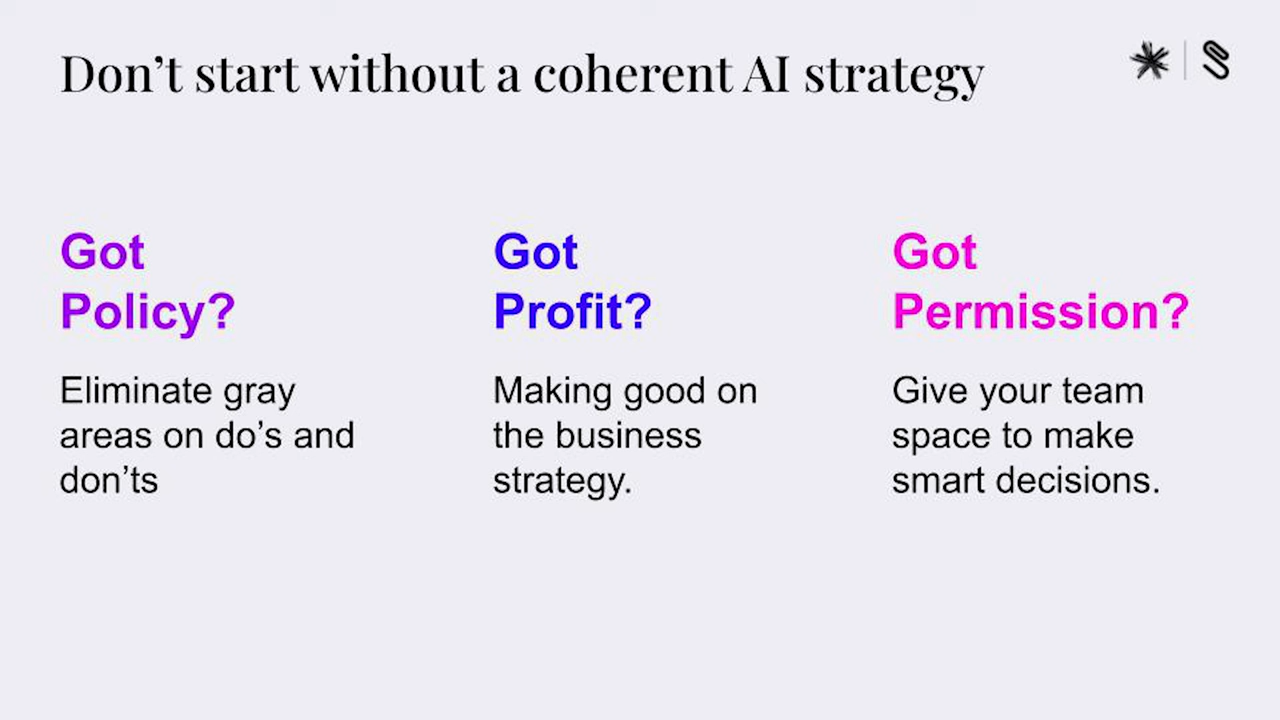 Don’t start without a coherent AI strategy
Got
Policy?
Eliminate gray
areas on do’s and
don’ts
Got
Profit?
Making good on
the business
strategy.
Got
Permission?
Give your team
space to make
smart decisions.